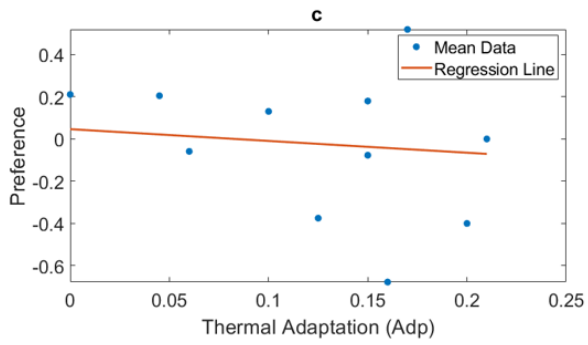 c
0.4
0.2
0
-0.2
-0.4
-0.6
Preference
Mean Data
Regression Line
0 0.05 0.1 0.15 0.2 0.25
Thermal Adaptation (Adp)